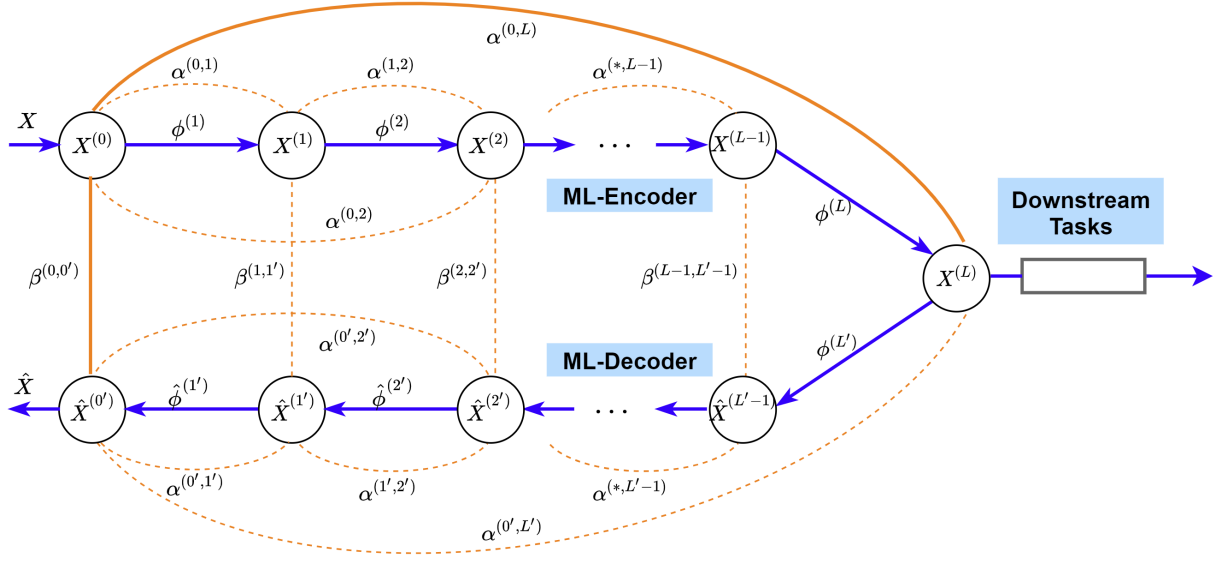 α^(0,L)
α^(0,1)
α^(1,2)
α^(*,L−1)
X
ϕ^(1)
ϕ^(2)
X^(0)
X^(1)
X^(2)
···
X^(L−1)
ML-Encoder
Downstream
Tasks
α^(0,2)
ϕ^(L)
β^(0,0′)
β^(1,1′)
β^(2,2′)
β^(L−1,L′−1)
X^(L)
α^(0′,2′)
ML-Decoder
ϕ^(L′)
X̂
ϕ̂^(1′)
ϕ̂^(2′)
X̂^(0′)
X̂^(1′)
X̂^(2′)
···
X̂^(L′−1)
α^(0′,1′)
α^(1′,2′)
α^(*,L′−1)
α^(0′,L′)